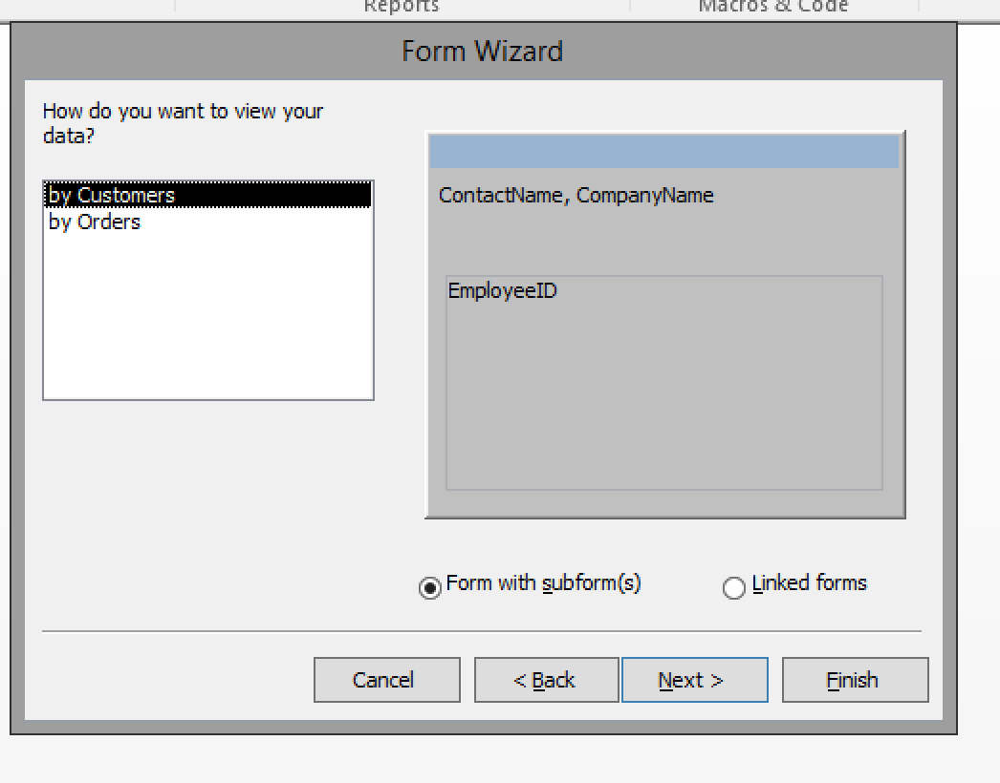 Reports Macros & Code
Form Wizard
How do you want to view your
data?
by Customers
by Orders
ContactName, CompanyName
EmployeeID
Form with subform(s) Linked forms
Cancel < Back Next > Finish